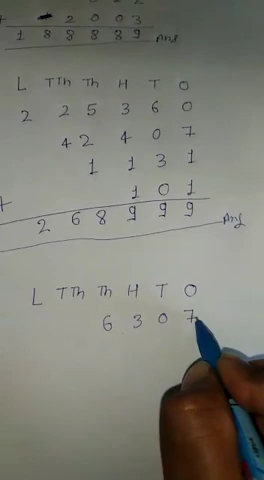 2 0 0 3
1 8 8 8 8 9 Ans
L TTh Th H T O
2 2 5 3 6 0
4 2 4 0 7
1 1 3 1
+ 1 0 1
2 6 8 9 9 9 Ans
L TTh Th H T O
6 3 0 7